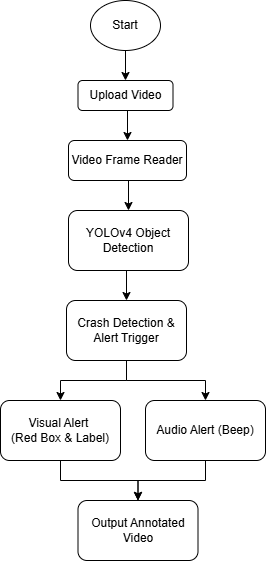 Start
Upload Video
Video Frame Reader
YOLOv4 Object
Detection
Crash Detection &
Alert Trigger
Visual Alert
(Red Box & Label)
Audio Alert (Beep)
Output Annotated
Video